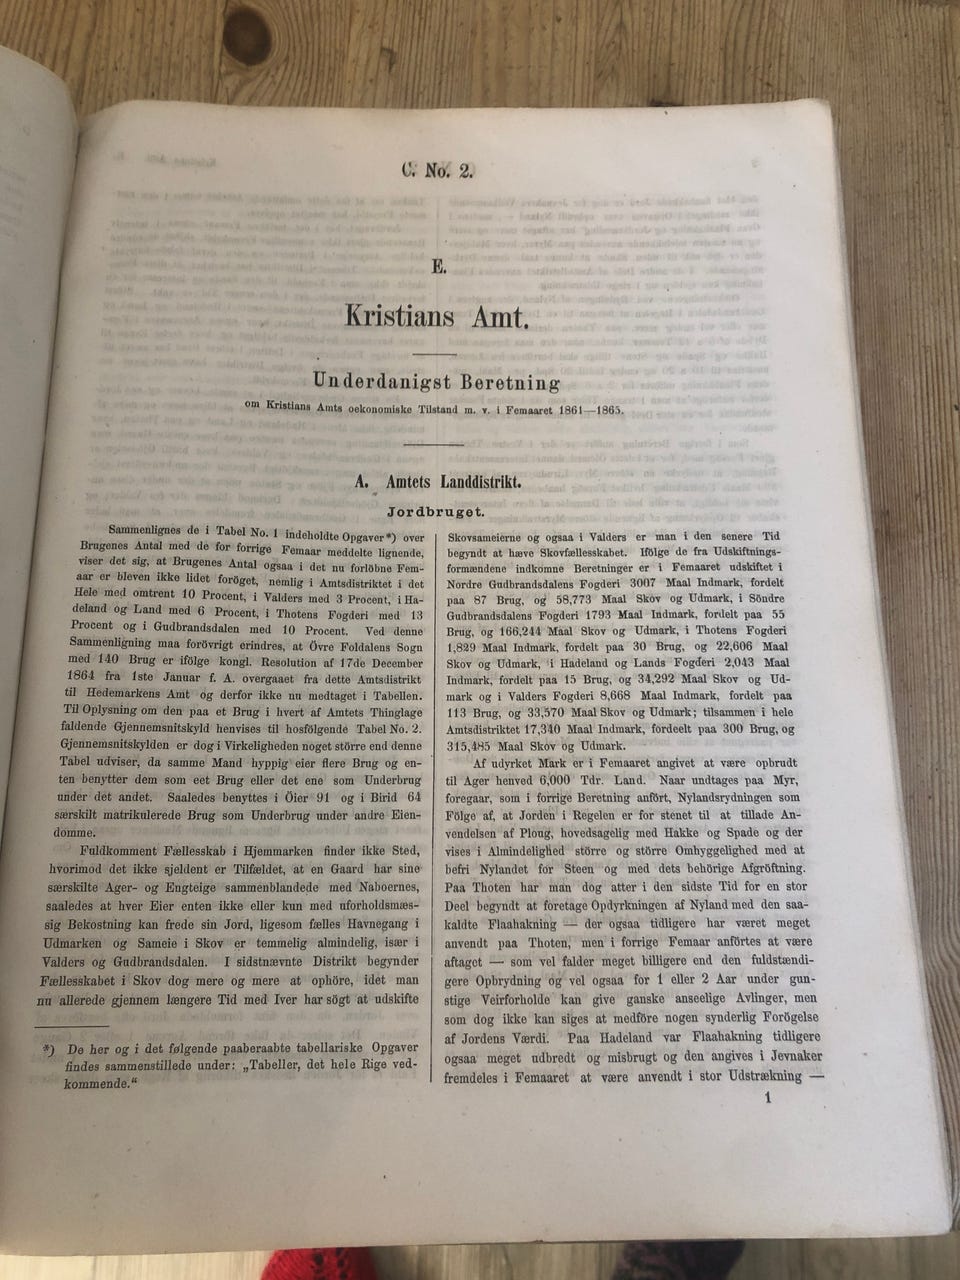 C. No. 2.
E.
Kristians Amt.
Underdanigst Beretning
om Kristians Amts oekonomiske Tilstand m. v. i Femaaret 1861—1865.
A. Amtets Landdistrikt.
Jordbruget.
Sammenlignes de i Tabel No. 1 indeholdte Opgaver*) over
Brugenes Antal med de for forrige Femaar meddelte lignende,
viser det sig, at Brugenes Antal ogsaa i det nu forløbne Fem-
aar er bleven ikke lidet foröget, nemlig i Amtsdistriktet i det
Hele med omtrent 10 Procent, i Valders med 3 Procent, i Ha-
deland og Land med 6 Procent, i Thotens Fogderi med 13
Procent og i Gudbrandsdalen med 10 Procent. Ved denne
Sammenligning maa forövrigt erindres, at Övre Foldalens Sogn
med 140 Brug er ifölge kongl. Resolution af 17de December
1864 fra 1ste Januar f. A. overgaaet fra dette Amtsdistrikt
til Hedemarkens Amt og derfor ikke nu medtaget i Tabellen.
Til Oplysning om den paa et Brug i hvert af Amtets Thinglage
faldende Gjennemsnitskyld henvises til hosfölgende Tabel No. 2.
Gjennemsnitskylden er dog i Virkeligheden noget större end denne
Tabel udviser, da samme Mand hyppig eier flere Brug og en-
ten benytter dem som eet Brug eller det ene som Underbrug
under det andet. Saaledes benyttes i Öier 91 og i Birid 64
særskilt matrikulerede Brug som Underbrug under andre Eien-
domme.
Fuldkomment Fællesskab i Hjemmarken finder ikke Sted,
hvorimod det ikke sjeldent er Tilfældet, at en Gaard har sine
særskilte Ager- og Engteige sammenblandede med Naboernes,
saaledes at hver Eier enten ikke eller kun med uforholdsmæs-
sig Bekostning kan frede sin Jord, ligesom fælles Havnegang i
Udmarken og Sameie i Skov er temmelig almindelig, især i
Valders og Gudbrandsdalen. I sidstnævnte Distrikt begynder
Fællesskabet i Skov dog mere og mere at ophöre, idet man
nu allerede gjennem længere Tid med Iver har sögt at udskifte
*) De her og i det følgende paaberaabte tabellariske Opgaver
findes sammenstillede under: „Tabeller, det hele Rige ved-
kommende.“
Skovsameierne og ogsaa i Valders er man i den senere Tid
begyndt at hæve Skovfællesskabet. Ifölge de fra Udskiftnings-
formændene indkomne Beretninger er i Femaaret udskiftet i
Nordre Gudbrandsdalens Fogderi 3007 Maal Indmark, fordelt
paa 87 Brug, og 58,773 Maal Skov og Udmark, i Söndre
Gudbrandsdalens Fogderi 1793 Maal Indmark, fordelt paa 55
Brug, og 166,244 Maal Skov og Udmark, i Thotens Fogderi
1,829 Maal Indmark, fordelt paa 30 Brug, og 22,606 Maal
Skov og Udmark, i Hadeland og Lands Fogderi 2,043 Maal
Indmark, fordelt paa 15 Brug, og 34,292 Maal Skov og Ud-
mark og i Valders Fogderi 8,668 Maal Indmark, fordelt paa
113 Brug, og 33,570 Maal Skov og Udmark; tilsammen i hele
Amtsdistriktet 17,340 Maal Indmark, fordeelt paa 300 Brug, og
315,485 Maal Skov og Udmark.
Af udyrket Mark er i Femaaret angivet at være opbrudt
til Ager henved 6,000 Tdr. Land. Naar undtages paa Myr,
foregaar, som i forrige Beretning anfört, Nylandsrydningen som
Fölge af, at Jorden i Regelen er for stenet til at tillade An-
vendelsen af Ploug, hovedsagelig med Hakke og Spade og der
vises i Almindelighed större og större Omhyggelighed med at
befri Nylandet for Steen og med dets behörige Afgröftning.
Paa Thoten har man dog atter i den sidste Tid for en stor
Deel begyndt at foretage Opdyrkningen af Nyland med den saa-
kaldte Flaahakning — der ogsaa tidligere har været meget
anvendt paa Thoten, men i forrige Femaar anförtes at være
aftaget — som vel falder meget billigere end den fuldstændi-
gere Opbrydning og vel ogsaa for 1 eller 2 Aar under gun-
stige Veirforholde kan give ganske anseelige Avlinger, men
som dog ikke kan siges at medföre nogen synderlig Forögelse
af Jordens Værdi. Paa Hadeland var Flaahakning tidligere
ogsaa meget udbredt og misbrugt og den angives i Jevnaker
fremdeles i Femaaret at være anvendt i stor Udstrækning —
1